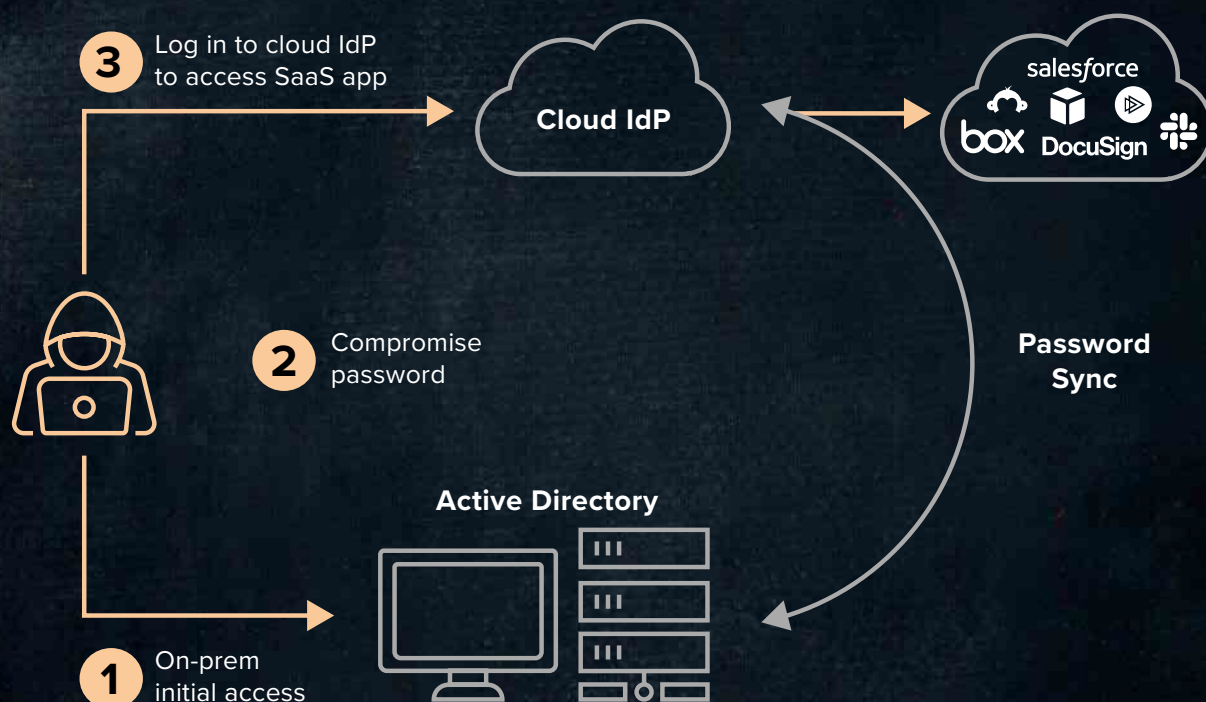 3
Log in to cloud IdP
to access SaaS app
Cloud IdP
salesforce
box
DocuSign
2
Compromise
password
Password
Sync
Active Directory
1
On-prem
initial access